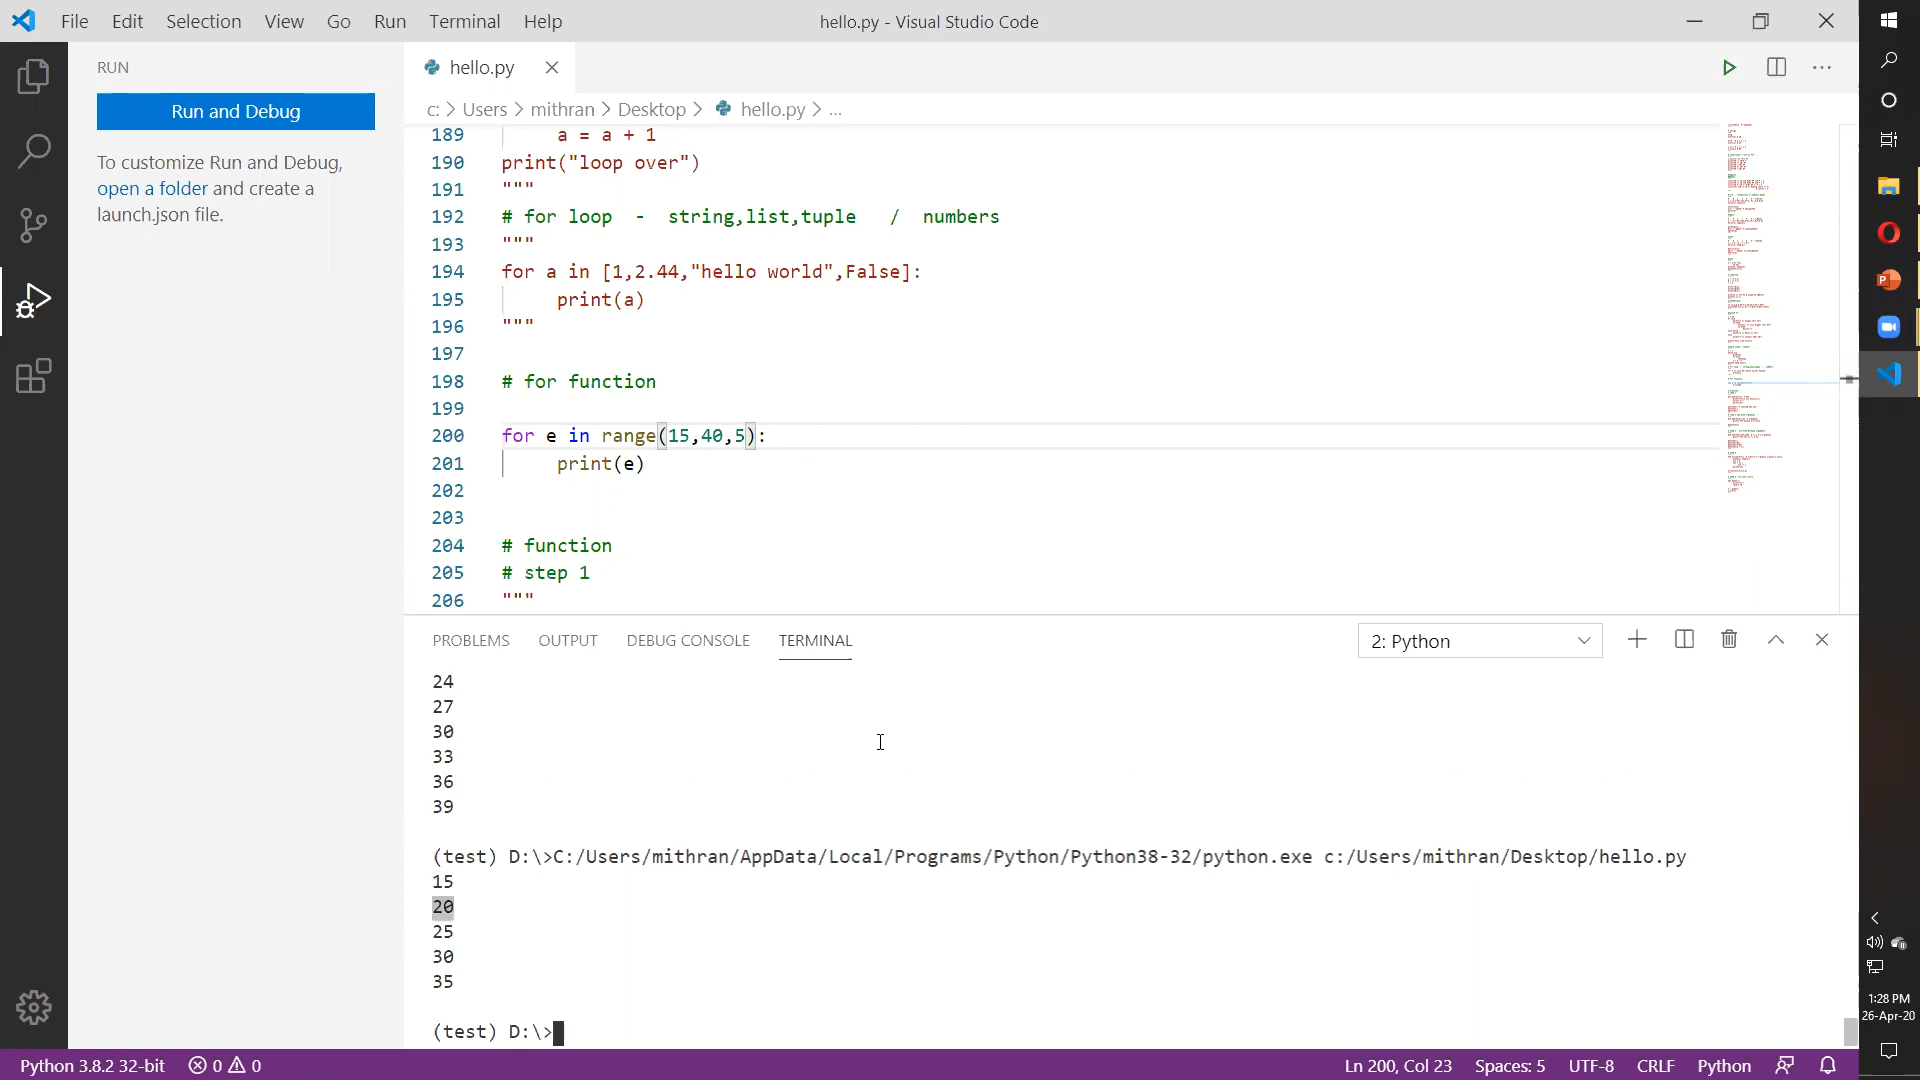 File Edit Selection View Go Run Terminal Help
hello.py - Visual Studio Code
RUN
Run and Debug
To customize Run and Debug,
open a folder and create a
launch.json file.
hello.py
c: > Users > mithran > Desktop > hello.py > ...
189 a = a + 1
190 print("loop over")
191 """
192 # for loop - string,list,tuple / numbers
193 """
194 for a in [1,2.44,"hello world",False]:
195 print(a)
196 """
197
198 # for function
199
200 for e in range(15,40,5):
201 print(e)
202
203
204 # function
205 # step 1
206 """
PROBLEMS OUTPUT DEBUG CONSOLE TERMINAL
2: Python
24
27
30
33
36
39
(test) D:\>C:/Users/mithran/AppData/Local/Programs/Python/Python38-32/python.exe c:/Users/mithran/Desktop/hello.py
15
20
25
30
35
(test) D:\>
Python 3.8.2 32-bit 0 0
Ln 200, Col 23 Spaces: 5 UTF-8 CRLF Python
1:28 PM
26-Apr-20